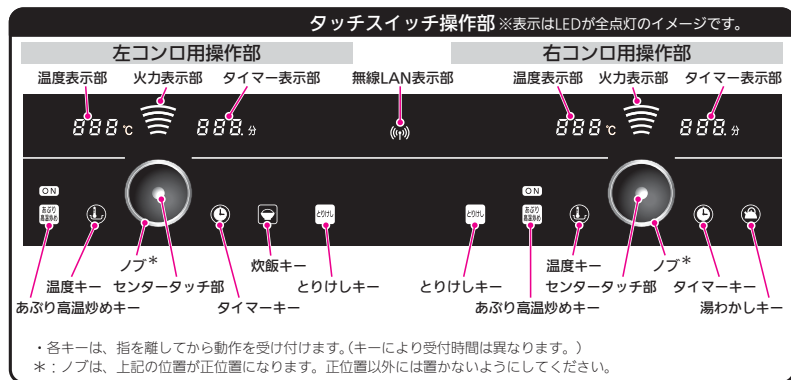 タッチスイッチ操作部 ※表示はLEDが全点灯のイメージです。
左コンロ用操作部 右コンロ用操作部
温度表示部 火力表示部 タイマー表示部 無線LAN表示部 温度表示部 火力表示部 タイマー表示部
888℃ 888.分 888℃ 888.分
ON ON
あぶり 高温炒め とりけし とりけし あぶり 高温炒め
ノブ＊ 炊飯キー 温度キー ノブ＊
温度キー センタータッチ部 とりけしキー とりけしキー センタータッチ部 タイマーキー
あぶり高温炒めキー タイマーキー あぶり高温炒めキー 湯わかしキー
・各キーは、指を離してから動作を受け付けます。(キーにより受付時間は異なります。)
＊：ノブは、上記の位置が正位置になります。正位置以外には置かないようにしてください。